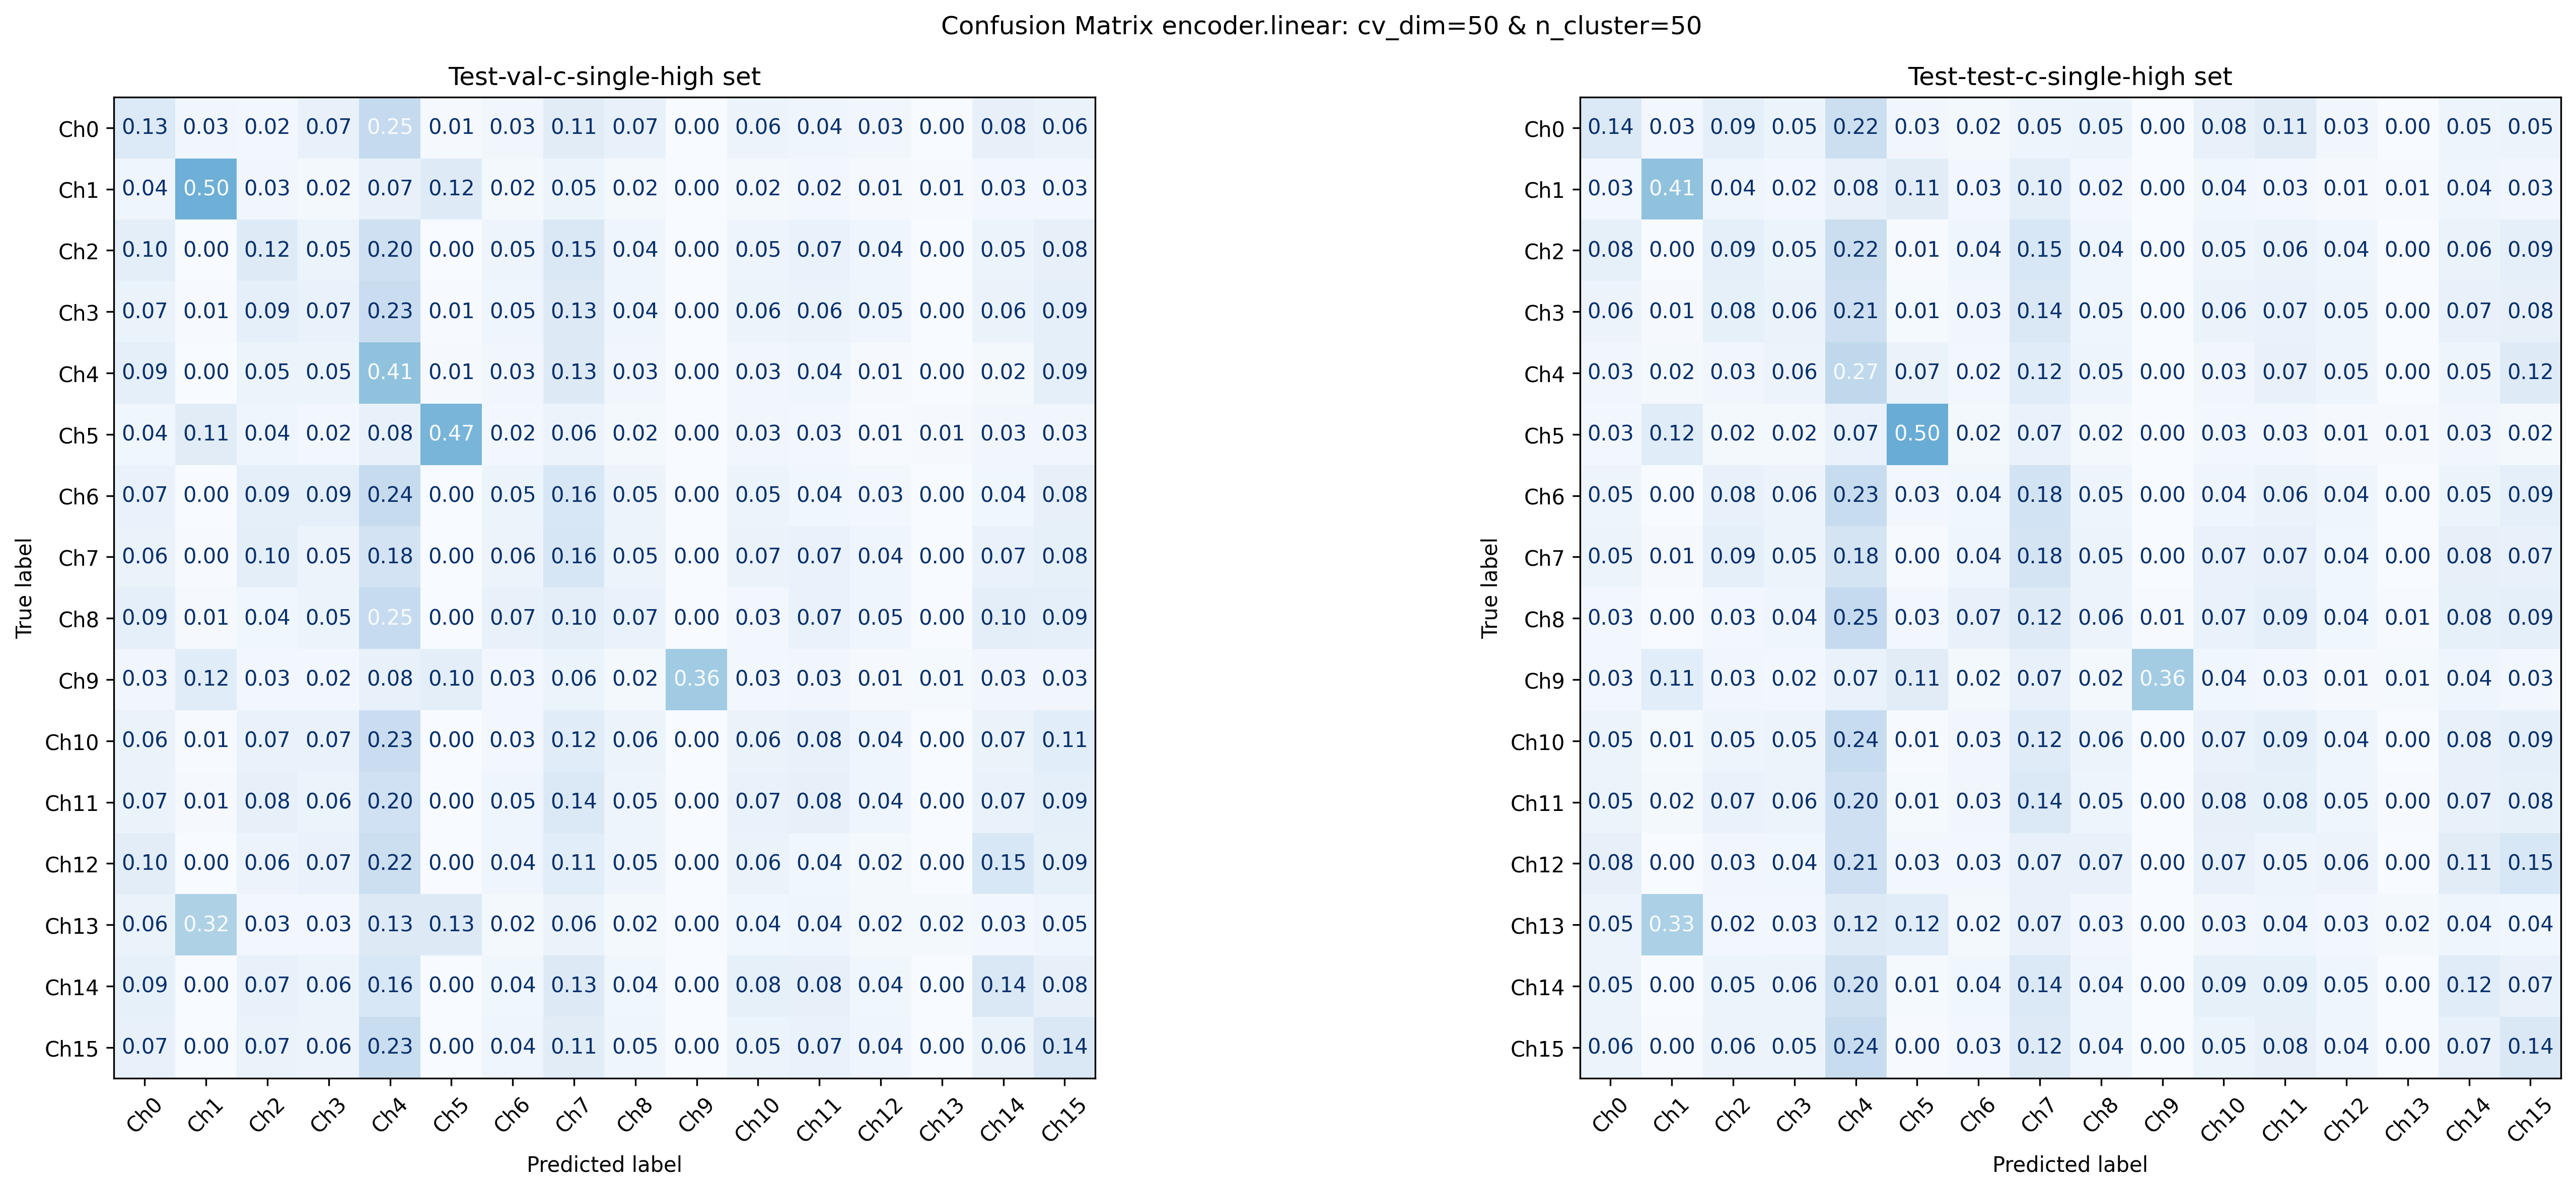 Confusion Matrix encoder.linear: cv_dim=50 & n_cluster=50
Test-val-c-single-high set
True label
Ch0 0.13 0.03 0.02 0.07 0.25 0.01 0.03 0.11 0.07 0.00 0.06 0.04 0.03 0.00 0.08 0.06
Ch1 0.04 0.50 0.03 0.02 0.07 0.12 0.02 0.05 0.02 0.00 0.02 0.02 0.01 0.01 0.03 0.03
Ch2 0.10 0.00 0.12 0.05 0.20 0.00 0.05 0.15 0.04 0.00 0.05 0.07 0.04 0.00 0.05 0.08
Ch3 0.07 0.01 0.09 0.07 0.23 0.01 0.05 0.13 0.04 0.00 0.06 0.06 0.05 0.00 0.06 0.09
Ch4 0.09 0.00 0.05 0.05 0.41 0.01 0.03 0.13 0.03 0.00 0.03 0.04 0.01 0.00 0.02 0.09
Ch5 0.04 0.11 0.04 0.02 0.08 0.47 0.02 0.06 0.02 0.00 0.03 0.03 0.01 0.01 0.03 0.03
Ch6 0.07 0.00 0.09 0.09 0.24 0.00 0.05 0.16 0.05 0.00 0.05 0.04 0.03 0.00 0.04 0.08
Ch7 0.06 0.00 0.10 0.05 0.18 0.00 0.06 0.16 0.05 0.00 0.07 0.07 0.04 0.00 0.07 0.08
Ch8 0.09 0.01 0.04 0.05 0.25 0.00 0.07 0.10 0.07 0.00 0.03 0.07 0.05 0.00 0.10 0.09
Ch9 0.03 0.12 0.03 0.02 0.08 0.10 0.03 0.06 0.02 0.36 0.03 0.03 0.01 0.01 0.03 0.03
Ch10 0.06 0.01 0.07 0.07 0.23 0.00 0.03 0.12 0.06 0.00 0.06 0.08 0.04 0.00 0.07 0.11
Ch11 0.07 0.01 0.08 0.06 0.20 0.00 0.05 0.14 0.05 0.00 0.07 0.08 0.04 0.00 0.07 0.09
Ch12 0.10 0.00 0.06 0.07 0.22 0.00 0.04 0.11 0.05 0.00 0.06 0.04 0.02 0.00 0.15 0.09
Ch13 0.06 0.32 0.03 0.03 0.13 0.13 0.02 0.06 0.02 0.00 0.04 0.04 0.02 0.02 0.03 0.05
Ch14 0.09 0.00 0.07 0.06 0.16 0.00 0.04 0.13 0.04 0.00 0.08 0.08 0.04 0.00 0.14 0.08
Ch15 0.07 0.00 0.07 0.06 0.23 0.00 0.04 0.11 0.05 0.00 0.05 0.07 0.04 0.00 0.06 0.14
Ch0 Ch1 Ch2 Ch3 Ch4 Ch5 Ch6 Ch7 Ch8 Ch9 Ch10 Ch11 Ch12 Ch13 Ch14 Ch15
Predicted label
Test-test-c-single-high set
True label
Ch0 0.14 0.03 0.09 0.05 0.22 0.03 0.02 0.05 0.05 0.00 0.08 0.11 0.03 0.00 0.05 0.05
Ch1 0.03 0.41 0.04 0.02 0.08 0.11 0.03 0.10 0.02 0.00 0.04 0.03 0.01 0.01 0.04 0.03
Ch2 0.08 0.00 0.09 0.05 0.22 0.01 0.04 0.15 0.04 0.00 0.05 0.06 0.04 0.00 0.06 0.09
Ch3 0.06 0.01 0.08 0.06 0.21 0.01 0.03 0.14 0.05 0.00 0.06 0.07 0.05 0.00 0.07 0.08
Ch4 0.03 0.02 0.03 0.06 0.27 0.07 0.02 0.12 0.05 0.00 0.03 0.07 0.05 0.00 0.05 0.12
Ch5 0.03 0.12 0.02 0.02 0.07 0.50 0.02 0.07 0.02 0.00 0.03 0.03 0.01 0.01 0.03 0.02
Ch6 0.05 0.00 0.08 0.06 0.23 0.03 0.04 0.18 0.05 0.00 0.04 0.06 0.04 0.00 0.05 0.09
Ch7 0.05 0.01 0.09 0.05 0.18 0.00 0.04 0.18 0.05 0.00 0.07 0.07 0.04 0.00 0.08 0.07
Ch8 0.03 0.00 0.03 0.04 0.25 0.03 0.07 0.12 0.06 0.01 0.07 0.09 0.04 0.01 0.08 0.09
Ch9 0.03 0.11 0.03 0.02 0.07 0.11 0.02 0.07 0.02 0.36 0.04 0.03 0.01 0.01 0.04 0.03
Ch10 0.05 0.01 0.05 0.05 0.24 0.01 0.03 0.12 0.06 0.00 0.07 0.09 0.04 0.00 0.08 0.09
Ch11 0.05 0.02 0.07 0.06 0.20 0.01 0.03 0.14 0.05 0.00 0.08 0.08 0.05 0.00 0.07 0.08
Ch12 0.08 0.00 0.03 0.04 0.21 0.03 0.03 0.07 0.07 0.00 0.07 0.05 0.06 0.00 0.11 0.15
Ch13 0.05 0.33 0.02 0.03 0.12 0.12 0.02 0.07 0.03 0.00 0.03 0.04 0.03 0.02 0.04 0.04
Ch14 0.05 0.00 0.05 0.06 0.20 0.01 0.04 0.14 0.04 0.00 0.09 0.09 0.05 0.00 0.12 0.07
Ch15 0.06 0.00 0.06 0.05 0.24 0.00 0.03 0.12 0.04 0.00 0.05 0.08 0.04 0.00 0.07 0.14
Ch0 Ch1 Ch2 Ch3 Ch4 Ch5 Ch6 Ch7 Ch8 Ch9 Ch10 Ch11 Ch12 Ch13 Ch14 Ch15
Predicted label